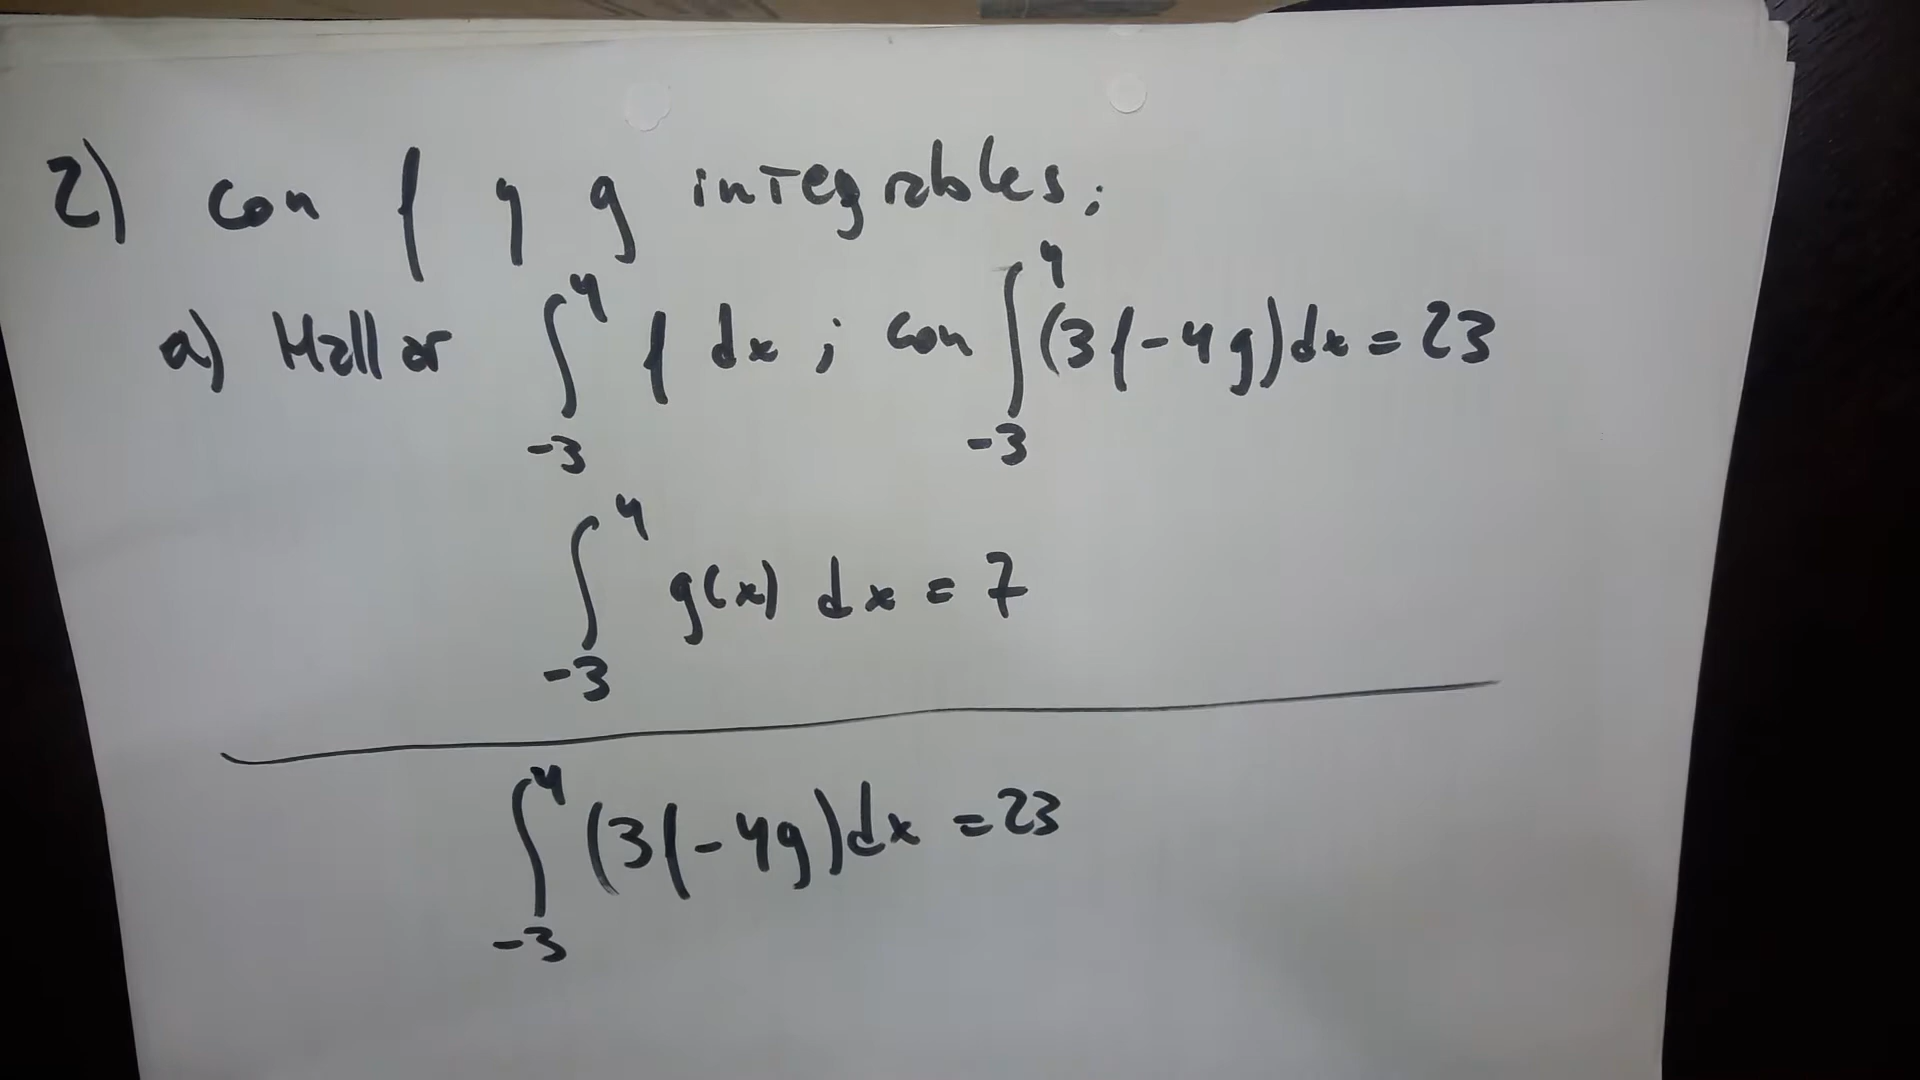 2) Con f y g integrables;
a) Hallar ∫_{-3}^{4} f dx; con ∫_{-3}^{4} (3f-4g)dx = 23
∫_{-3}^{4} g(x) dx = 7
∫_{-3}^{4} (3f-4g)dx = 23